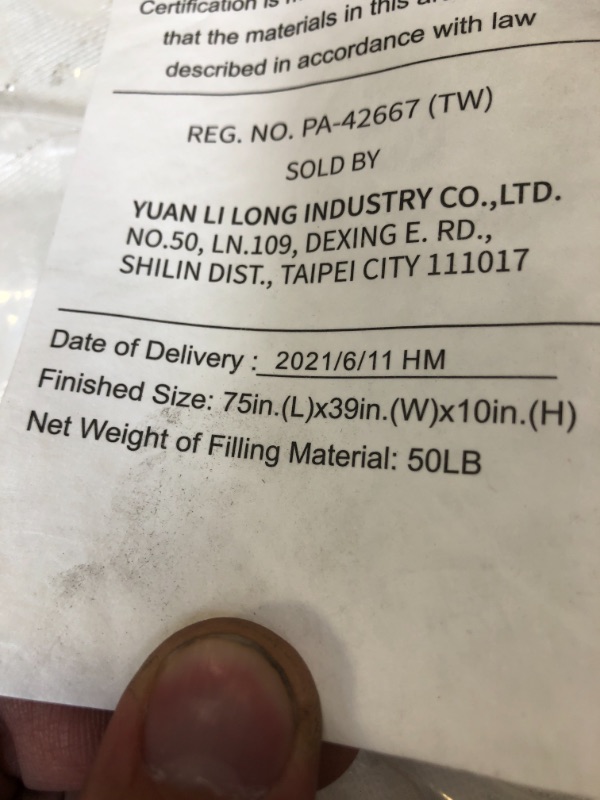 Certification is
that the materials in this
described in accordance with law
REG. NO. PA-42667 (TW)
SOLD BY
YUAN LI LONG INDUSTRY CO.,LTD.
NO.50, LN.109, DEXING E. RD.,
SHILIN DIST., TAIPEI CITY 111017
Date of Delivery : 2021/6/11 HM
Finished Size: 75in.(L)x39in.(W)x10in.(H)
Net Weight of Filling Material: 50LB